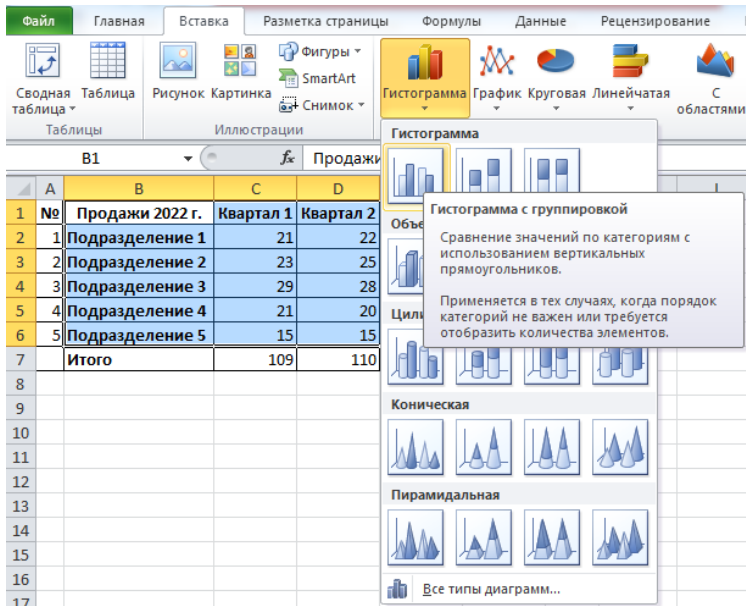 Файл Главная Вставка Разметка страницы Формулы Данные Рецензирование
Сводная таблица Таблица Рисунок Картинка Фигуры SmartArt Снимок Гистограмма График Круговая Линейчатая С областями
Таблицы Иллюстрации
Гистограмма
B1 fx Продажи
A B C D
1 № Продажи 2022 г. Квартал 1 Квартал 2
2 1 Подразделение 1 21 22
3 2 Подразделение 2 23 25
4 3 Подразделение 3 29 28
5 4 Подразделение 4 21 20
6 5 Подразделение 5 15 15
7 Итого 109 110
8
9
10
11
12
13
14
15
16
17
Гистограмма с группировкой
Сравнение значений по категориям с
использованием вертикальных
прямоугольников.
Применяется в тех случаях, когда порядок
категорий не важен или требуется
отобразить количества элементов.
Коническая
Пирамидальная
Все типы диаграмм...